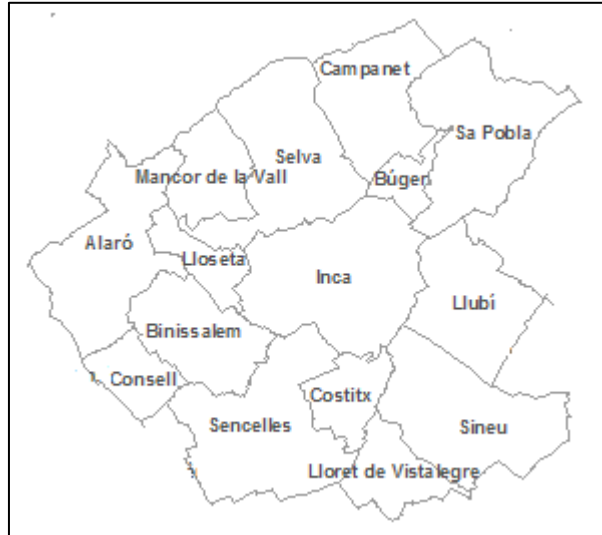 Campanet
Sa Pobla
Selva
Mancor de la Vall
Búger
Alaró
Lloseta
Inca
Llubí
Binissalem
Consell
Costitx
Sencelles
Sineu
Lloret de Vistalegre